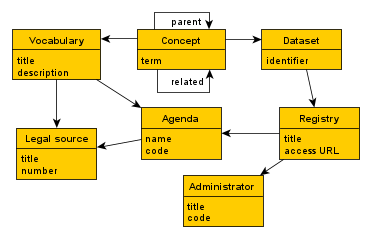 parent
Vocabulary
title
description
Concept
term
Dataset
identifier
related
Agenda
name
code
Registry
title
access URL
Legal source
title
number
Administrator
title
code